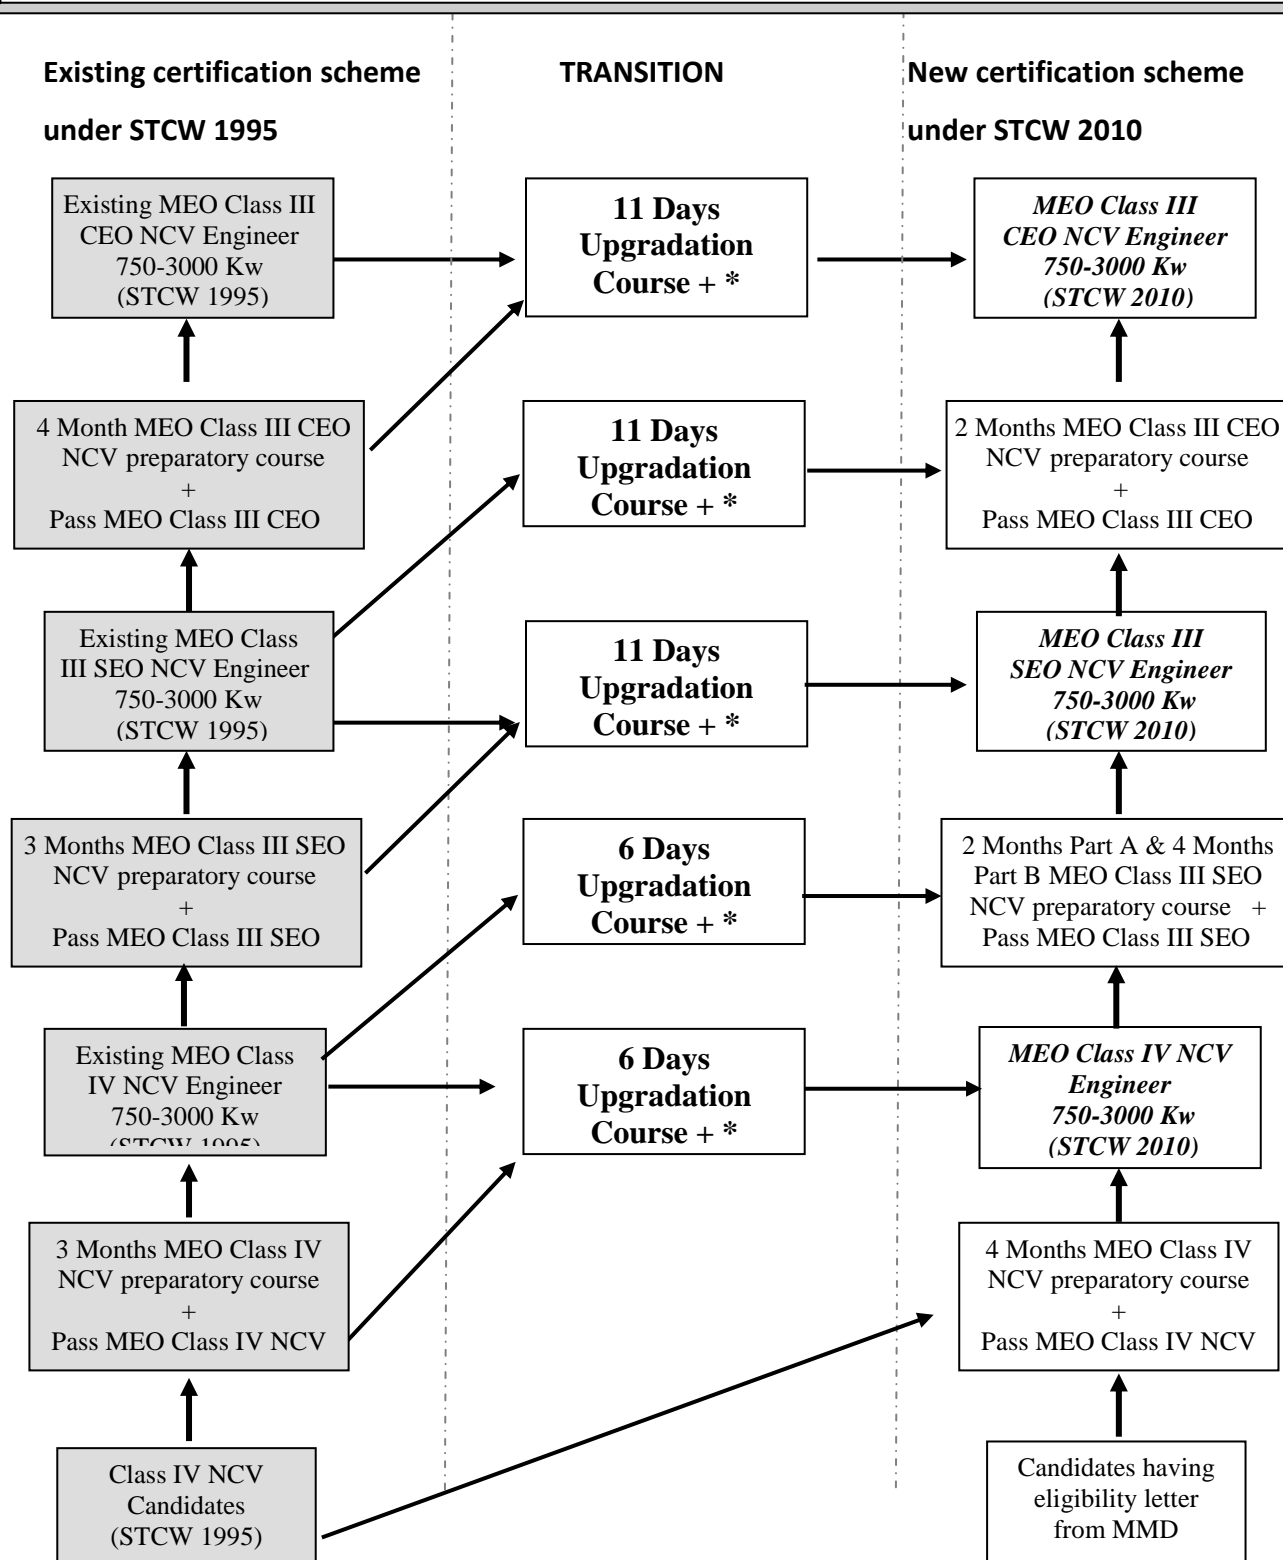 Existing certification scheme
under STCW 1995
TRANSITION
New certification scheme
under STCW 2010
Existing MEO Class III
CEO NCV Engineer
750-3000 Kw
(STCW 1995)
11 Days
Upgradation
Course + *
MEO Class III
CEO NCV Engineer
750-3000 Kw
(STCW 2010)
4 Month MEO Class III CEO
NCV preparatory course
+
Pass MEO Class III CEO
11 Days
Upgradation
Course + *
2 Months MEO Class III CEO
NCV preparatory course
+
Pass MEO Class III CEO
Existing MEO Class
III SEO NCV Engineer
750-3000 Kw
(STCW 1995)
11 Days
Upgradation
Course + *
MEO Class III
SEO NCV Engineer
750-3000 Kw
(STCW 2010)
3 Months MEO Class III SEO
NCV preparatory course
+
Pass MEO Class III SEO
6 Days
Upgradation
Course + *
2 Months Part A & 4 Months
Part B MEO Class III SEO
NCV preparatory course +
Pass MEO Class III SEO
Existing MEO Class
IV NCV Engineer
750-3000 Kw
(STCW 1995)
6 Days
Upgradation
Course + *
MEO Class IV NCV
Engineer
750-3000 Kw
(STCW 2010)
3 Months MEO Class IV
NCV preparatory course
+
Pass MEO Class IV NCV
4 Months MEO Class IV
NCV preparatory course
+
Pass MEO Class IV NCV
Class IV NCV
Candidates
(STCW 1995)
Candidates having
eligibility letter
from MMD